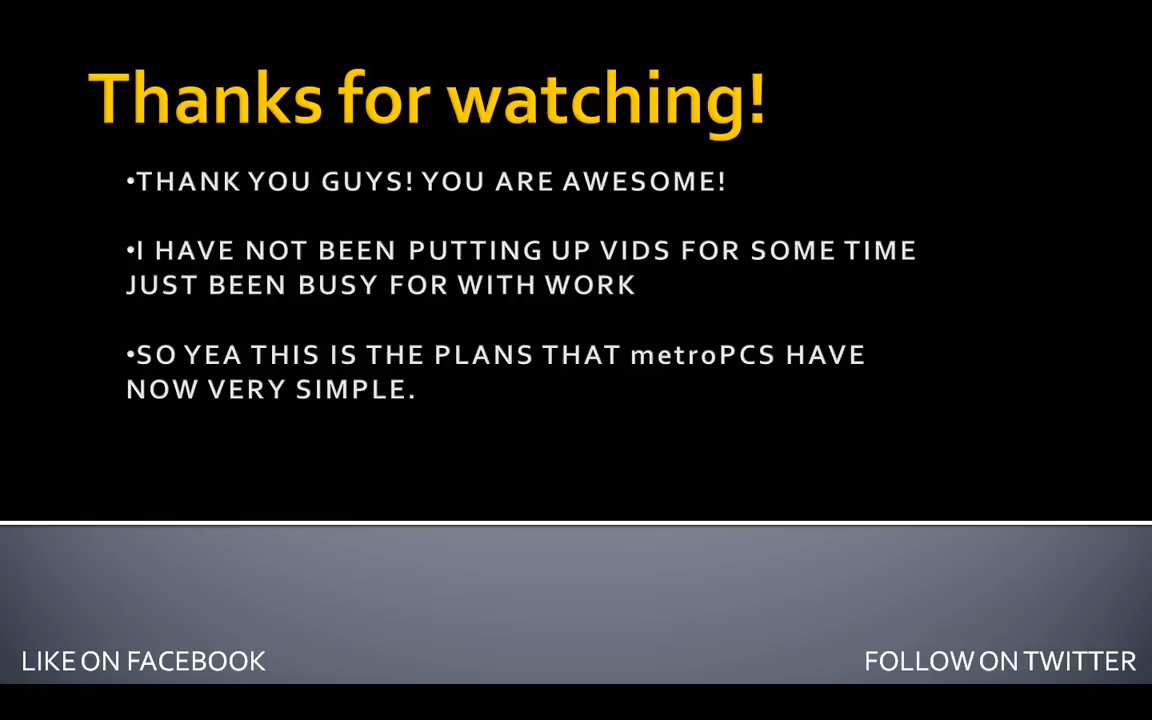 Thanks for watching!
•THANK YOU GUYS! YOU ARE AWESOME!
•I HAVE NOT BEEN PUTTING UP VIDS FOR SOME TIME
JUST BEEN BUSY FOR WITH WORK
•SO YEA THIS IS THE PLANS THAT metroPCS HAVE
NOW VERY SIMPLE.
LIKE ON FACEBOOK
FOLLOW ON TWITTER